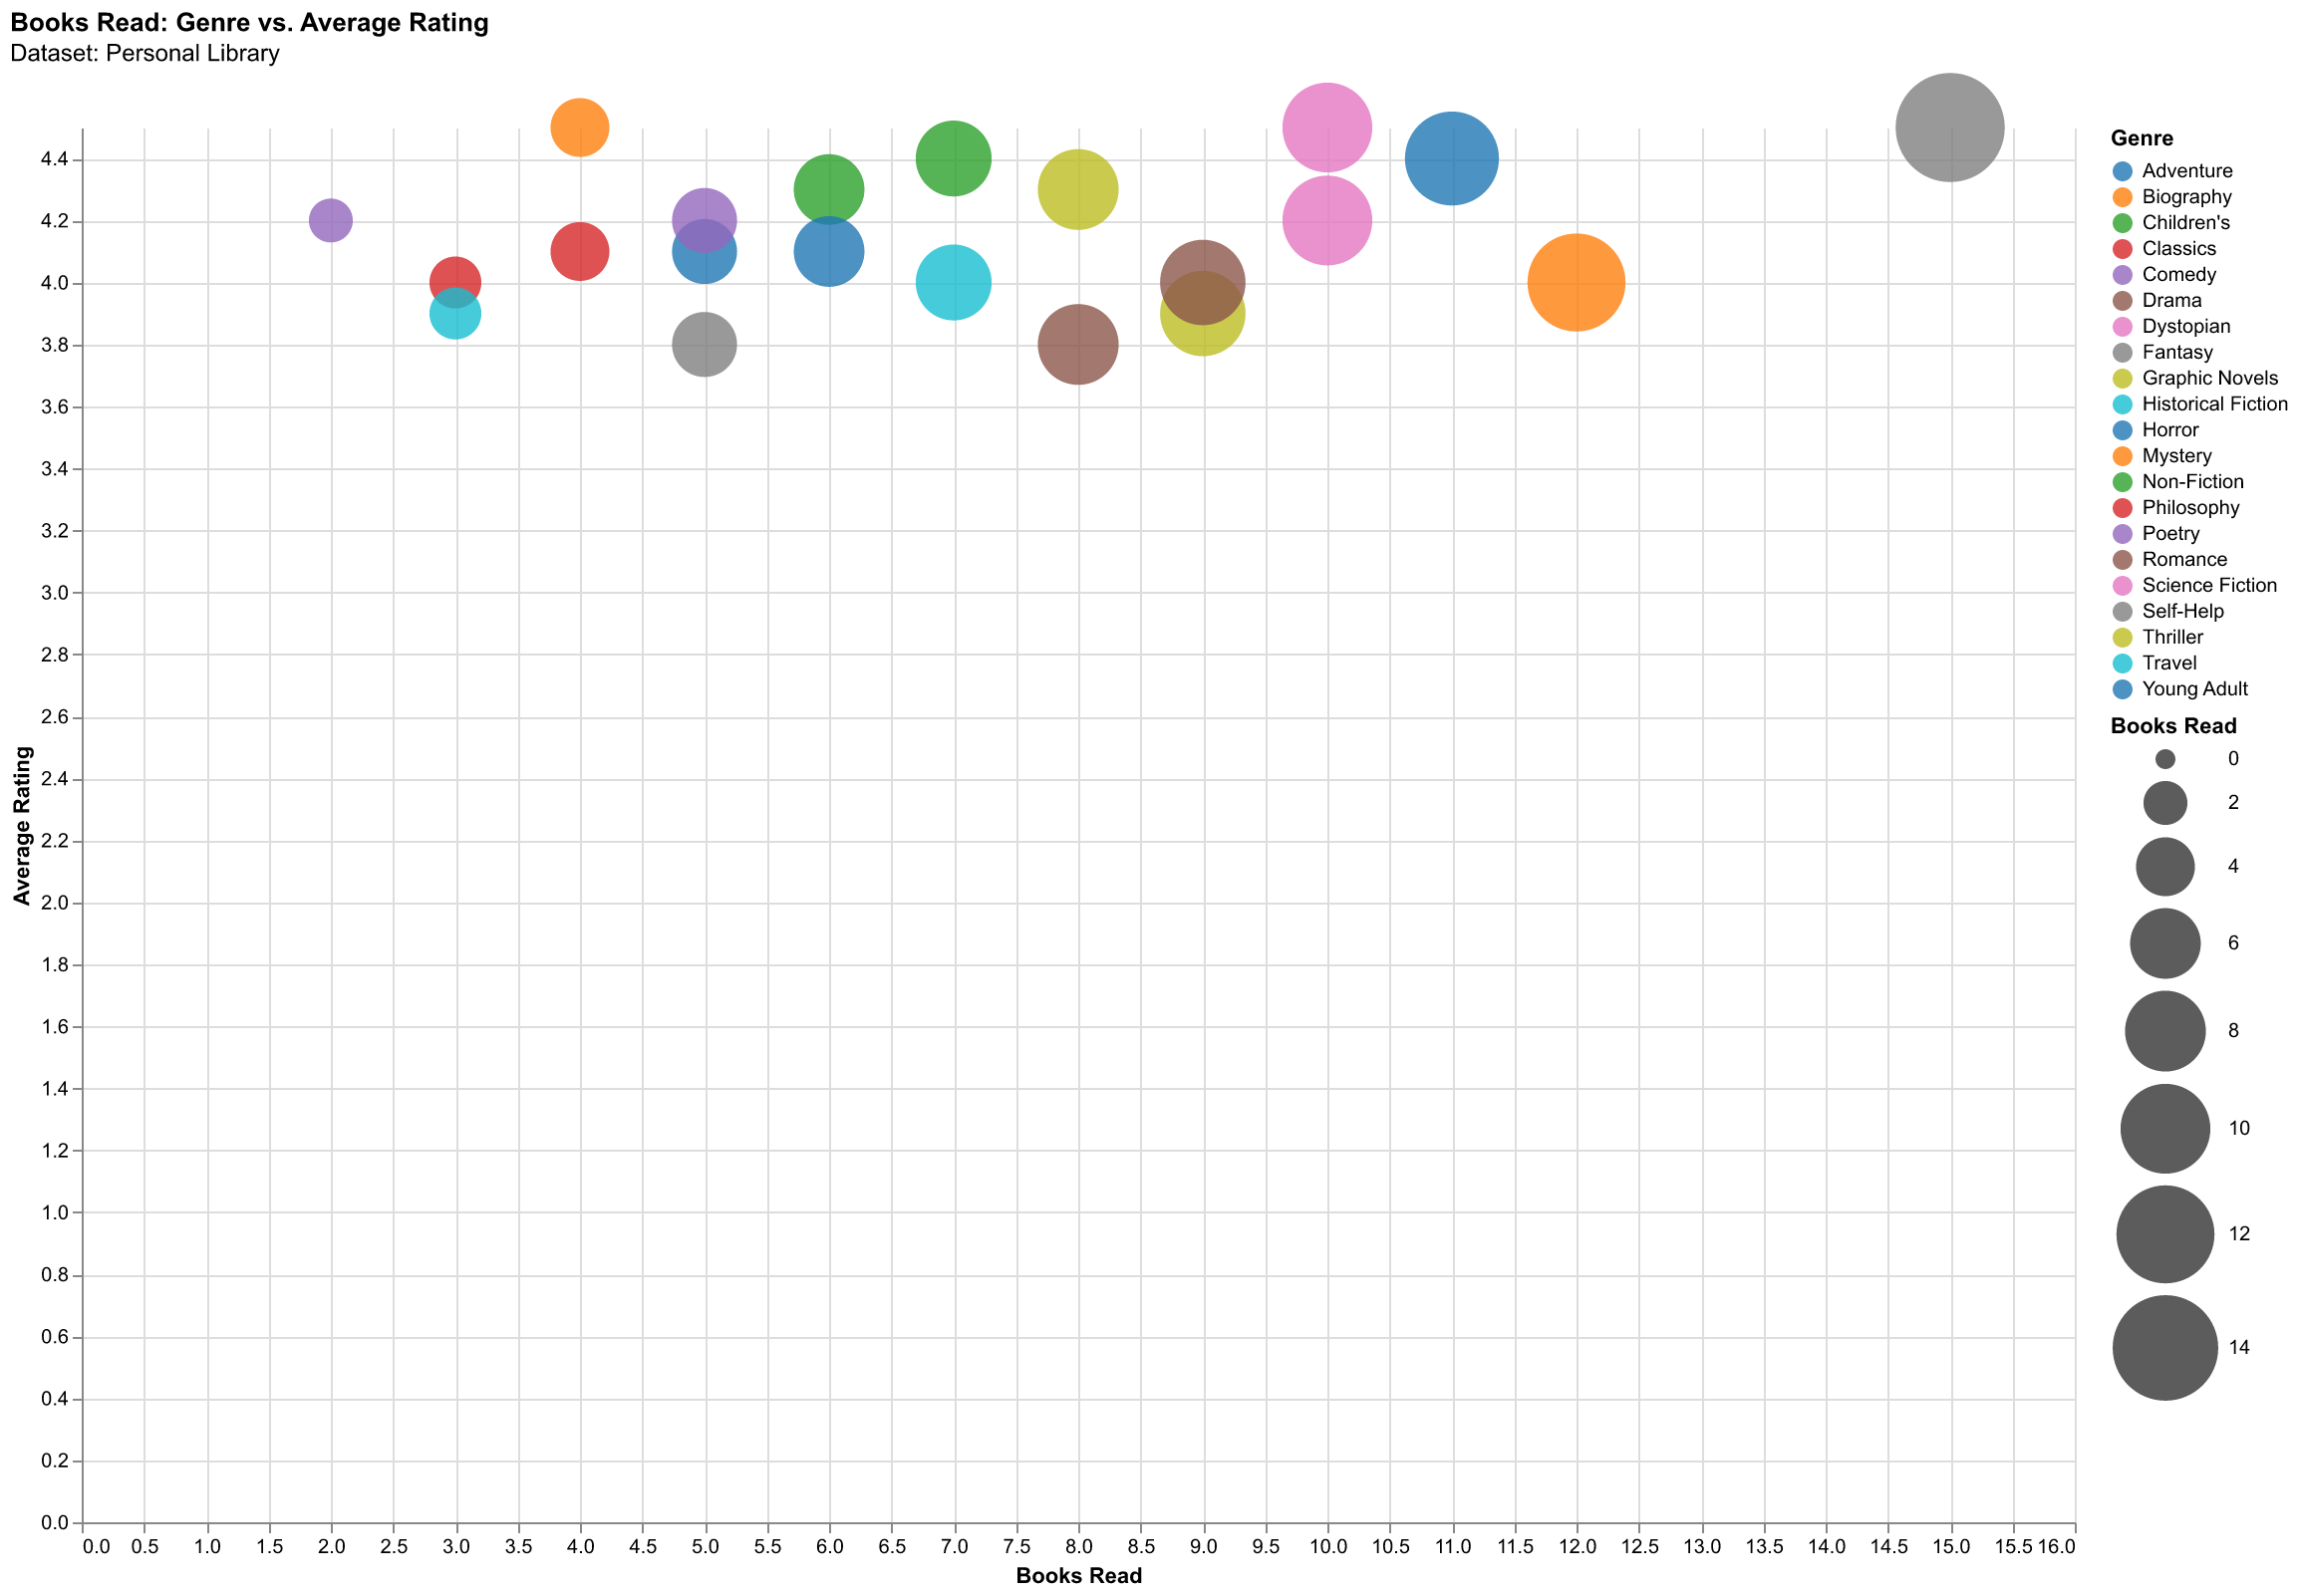 Books Read: Genre vs. Average Rating
Dataset: Personal Library
4.4
4.2
4.0
3.8
3.6
3.4
3.2
3.0
2.8
2.6
2.4
2.2
2.0
1.8
1.6
1.4
1.2
1.0
0.8
0.6
0.4
0.2
0.0
Average Rating
0.0 0.5 1.0 1.5 2.0 2.5 3.0 3.5 4.0 4.5 5.0 5.5 6.0 6.5 7.0 7.5 8.0 8.5 9.0 9.5 10.0 10.5 11.0 11.5 12.0 12.5 13.0 13.5 14.0 14.5 15.0 15.5 16.0
Books Read
Genre
Adventure
Biography
Children's
Classics
Comedy
Drama
Dystopian
Fantasy
Graphic Novels
Historical Fiction
Horror
Mystery
Non-Fiction
Philosophy
Poetry
Romance
Science Fiction
Self-Help
Thriller
Travel
Young Adult
Books Read
0
2
4
6
8
10
12
14